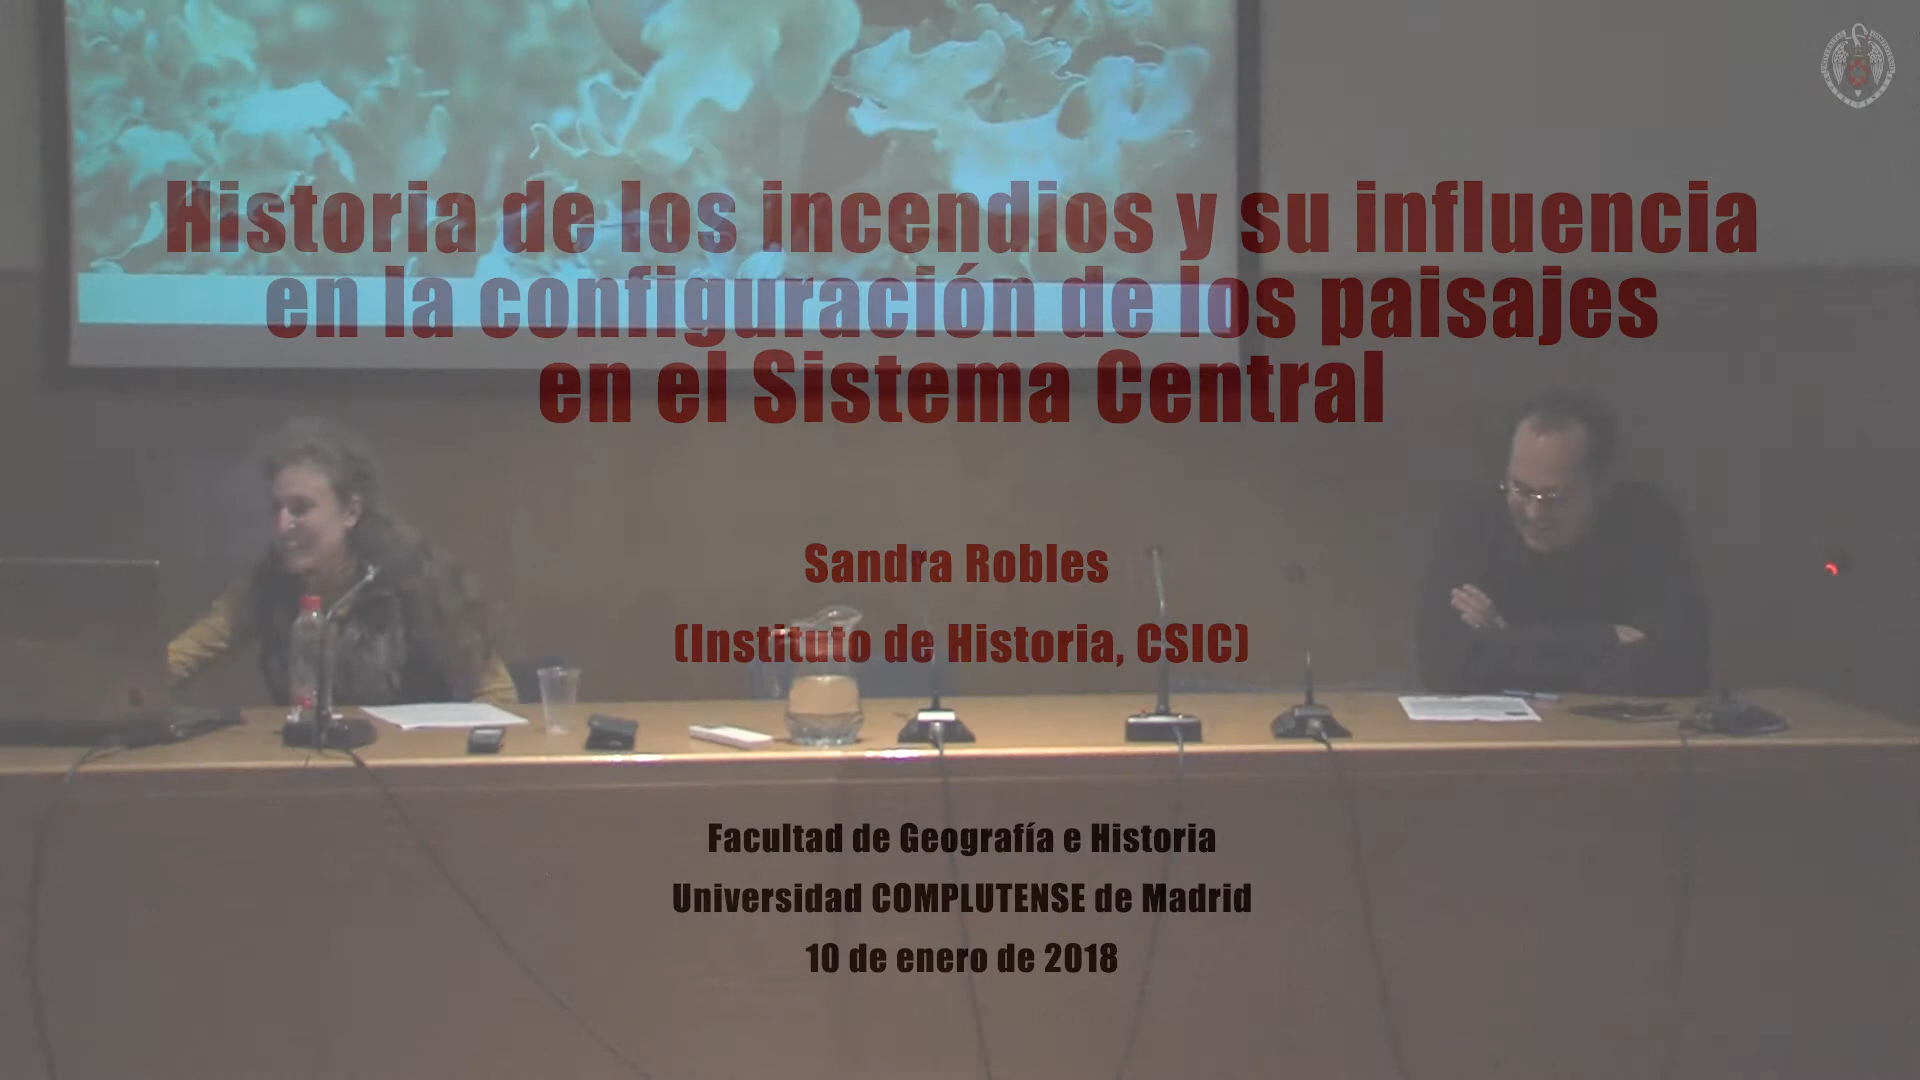 Historia de los incendios y su influencia
en la configuración de los paisajes
en el Sistema Central
Sandra Robles
(Instituto de Historia, CSIC)
Facultad de Geografía e Historia
Universidad COMPLUTENSE de Madrid
10 de enero de 2018